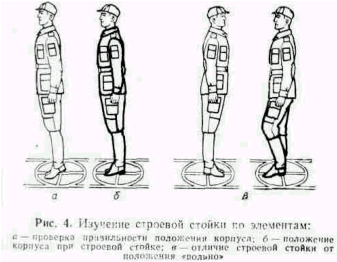 а б в
Рис. 4. Изучение строевой стойки по элементам:
а — проверка правильности положения корпуса; б — положение
корпуса при строевой стойке; в — отличие строевой стойки от
положения «вольно»